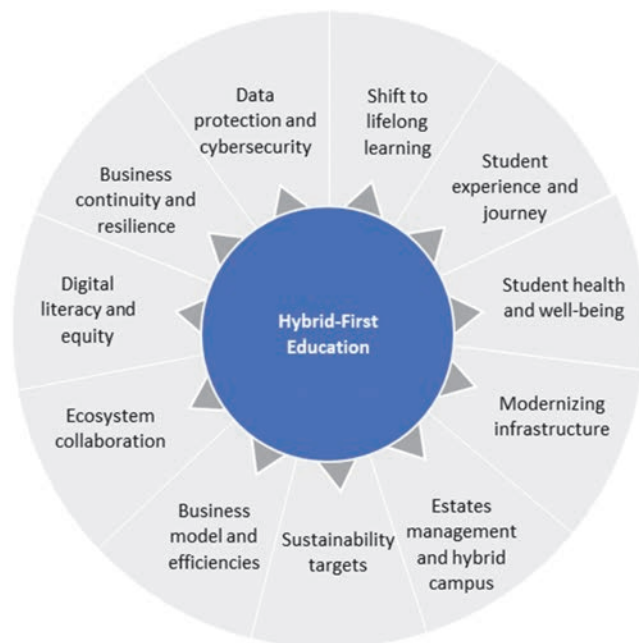 Data
protection and
cybersecurity
Shift to
lifelong
learning
Student
experience and
journey
Student health
and well-being
Modernizing
infrastructure
Estates
management
and hybrid
campus
Sustainability
targets
Business
model and
efficiencies
Ecosystem
collaboration
Digital
literacy and
equity
Business
continuity and
resilience
Hybrid-First
Education